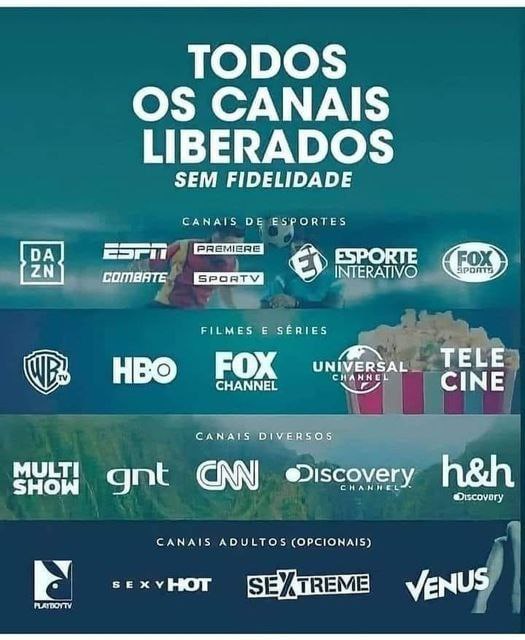 TODOS
OS CANAIS
LIBERADOS
SEM FIDELIDADE
CANAIS DE ESPORTES
DA
ZN
ESPN
COMBATE
PREMIERE
SPORTV
EI
ESPORTE
INTERATIVO
FOX
SPORTS
FILMES E SÉRIES
WB TV
HBO
FOX
CHANNEL
UNIVERSAL
CHANNEL
TELE
CINE
CANAIS DIVERSOS
MULTI
SHOW
gnt
CNN
Discovery
CHANNEL
h&h
Discovery
CANAIS ADULTOS (OPCIONAIS)
PLAYBOY TV
SEXYHOT
SEXTREME
VENUS